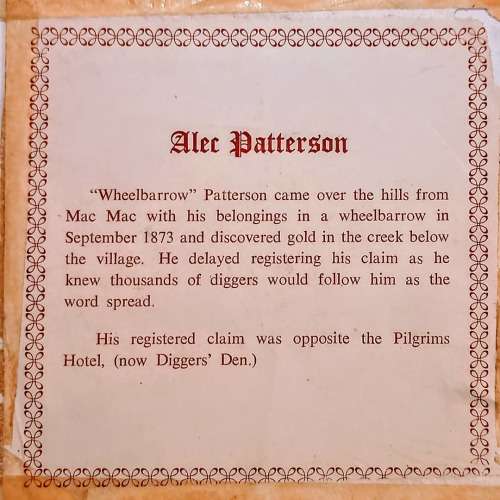 Alec Patterson
“Wheelbarrow” Patterson came over the hills from
Mac Mac with his belongings in a wheelbarrow in
September 1873 and discovered gold in the creek below
the village. He delayed registering his claim as he
knew thousands of diggers would follow him as the
word spread.
His registered claim was opposite the Pilgrims
Hotel, (now Diggers’ Den.)